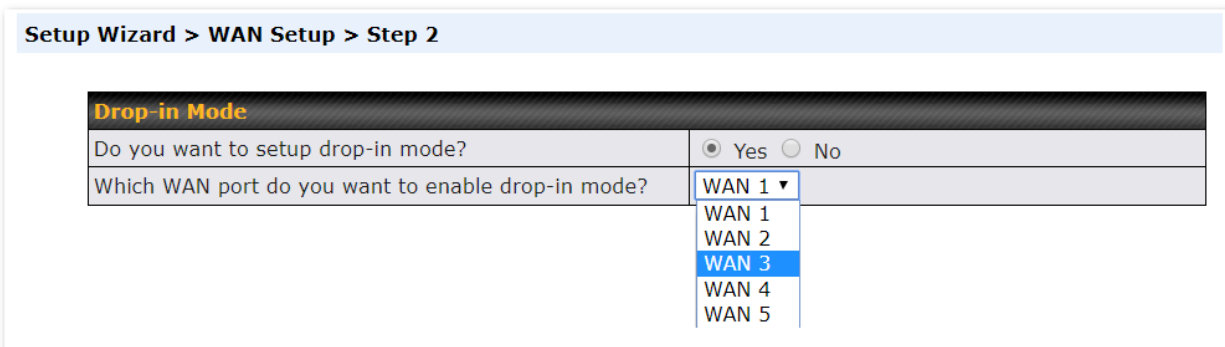 Setup Wizard > WAN Setup > Step 2
Drop-in Mode
Do you want to setup drop-in mode? Yes No
Which WAN port do you want to enable drop-in mode? WAN 1
WAN 1
WAN 2
WAN 3
WAN 4
WAN 5